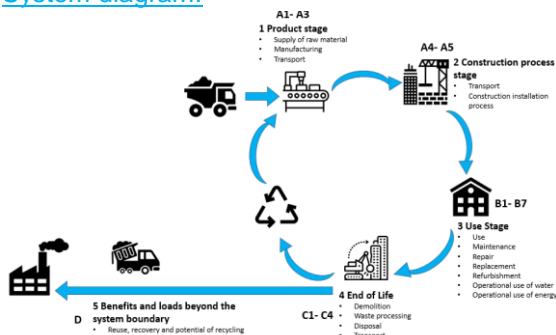 System diagram:
A1- A3
1 Product stage
• Supply of raw material
• Manufacturing
• Transport
A4- A5
2 Construction process
stage
• Transport
• Construction installation
process
B1- B7
3 Use Stage
• Use
• Maintenance
• Repair
• Replacement
• Refurbishment
• Operational use of water
• Operational use of energy
4 End of Life
C1- C4
• Demolition
• Waste processing
• Disposal
• Transport
5 Benefits and loads beyond the
D system boundary
• Reuse, recovery and potential of recycling